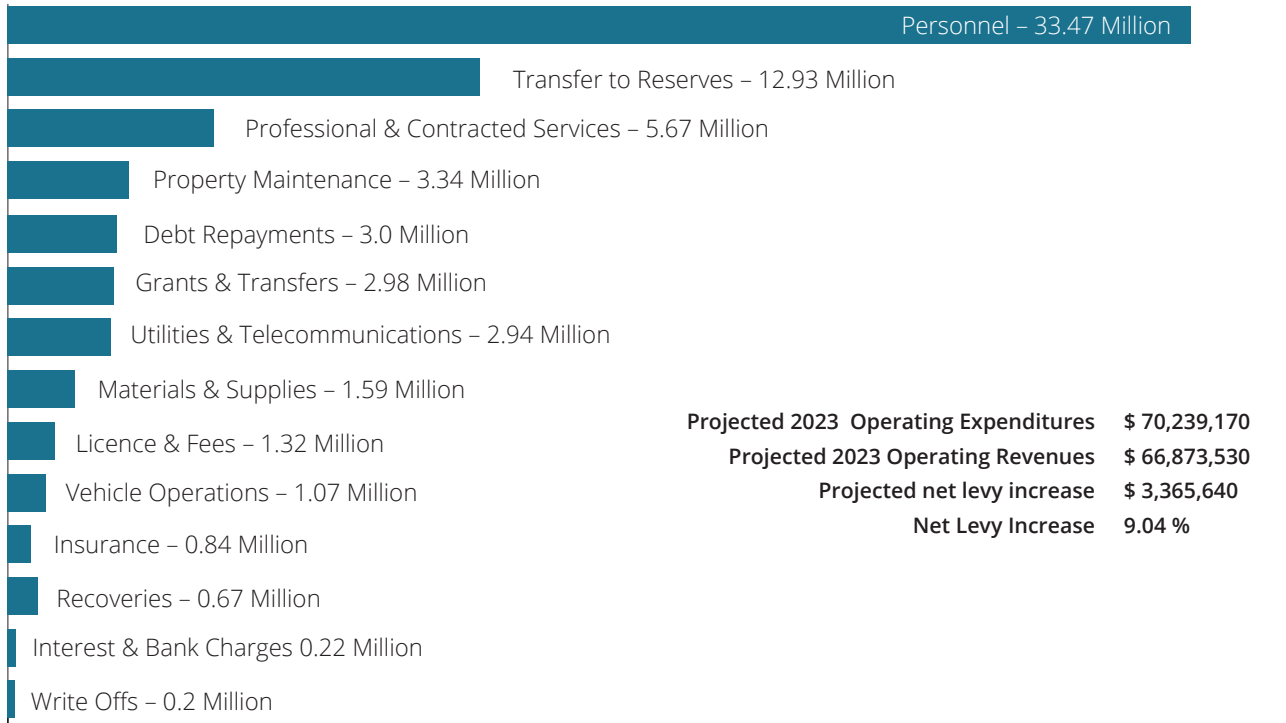 Personnel – 33.47 Million
Transfer to Reserves – 12.93 Million
Professional & Contracted Services – 5.67 Million
Property Maintenance – 3.34 Million
Debt Repayments – 3.0 Million
Grants & Transfers – 2.98 Million
Utilities & Telecommunications – 2.94 Million
Materials & Supplies – 1.59 Million
Licence & Fees – 1.32 Million
Vehicle Operations – 1.07 Million
Insurance – 0.84 Million
Recoveries – 0.67 Million
Interest & Bank Charges 0.22 Million
Write Offs – 0.2 Million
Projected 2023 Operating Expenditures $ 70,239,170
Projected 2023 Operating Revenues $ 66,873,530
Projected net levy increase $ 3,365,640
Net Levy Increase 9.04 %